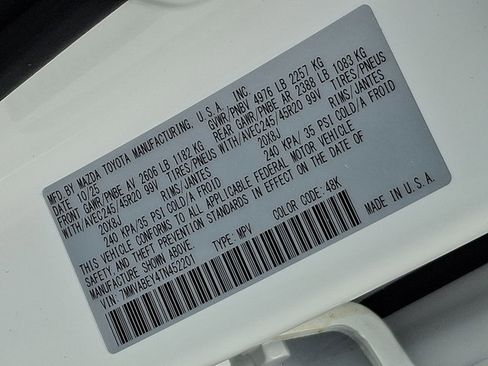 MFD BY MAZDA TOYOTA MANUFACTURING, U.S.A., INC.
10/25 GVWR/PNBV 4976 LB 2257 KG
FRONT GAWR/PNBE AV 2606 LB 1182 KG REAR GAWR/PNBE AR 2388 LB 1083 KG
WITH/AVEC245/45R20 99V TIRES/PNEUS WITH/AVEC245/45R20 99V TIRES/PNEUS
20X8J RIMS/JANTES 20X8J RIMS/JANTES
240 KPA/35 PSI COLD/A FROID 240 KPA/35 PSI COLD/A FROID
THIS VEHICLE CONFORMS TO ALL APPLICABLE FEDERAL MOTOR VEHICLE
SAFETY AND THEFT PREVENTION STANDARDS IN EFFECT ON THE DATE OF
MANUFACTURE SHOWN ABOVE.
VIN: 7MMVABEY4TN452201 TYPE: MPV COLOR CODE: 48K
MADE IN U.S.A.